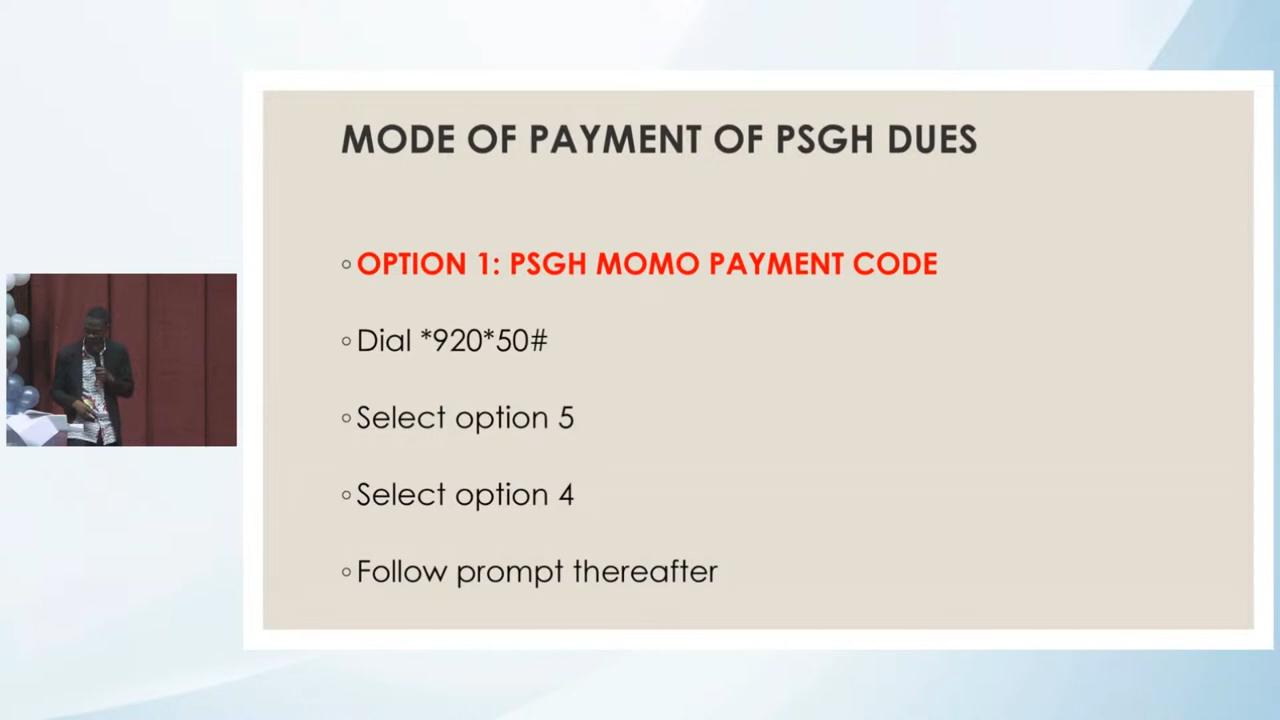 MODE OF PAYMENT OF PSGH DUES
OPTION 1: PSGH MOMO PAYMENT CODE
Dial *920*50#
Select option 5
Select option 4
Follow prompt thereafter